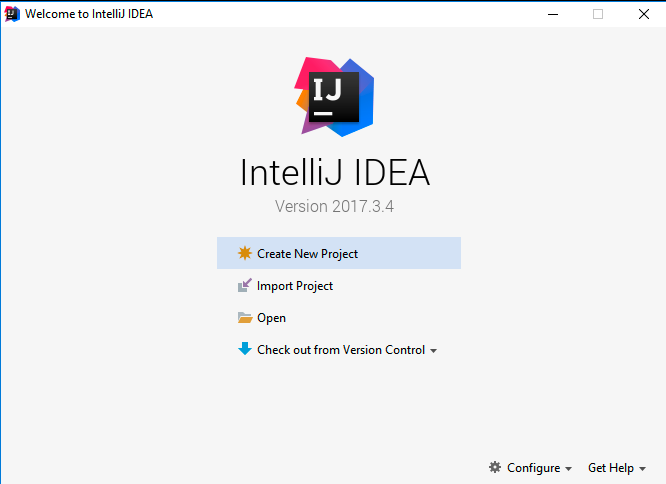 Welcome to IntelliJ IDEA
IJ
IntelliJ IDEA
Version 2017.3.4
Create New Project
Import Project
Open
Check out from Version Control
Configure
Get Help